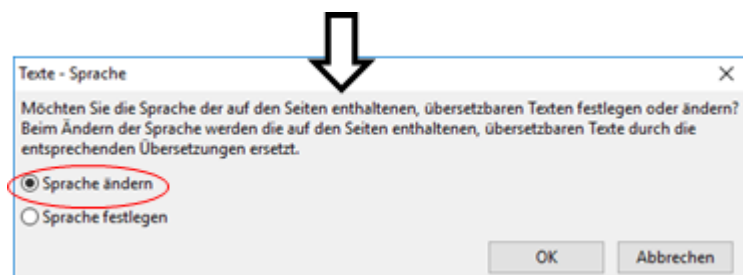 Texte - Sprache
Möchten Sie die Sprache der auf den Seiten enthaltenen, übersetzbaren Texten festlegen oder ändern?
Beim Ändern der Sprache werden die auf den Seiten enthaltenen, übersetzbaren Texte durch die
entsprechenden Übersetzungen ersetzt.
Sprache ändern
Sprache festlegen
OK Abbrechen